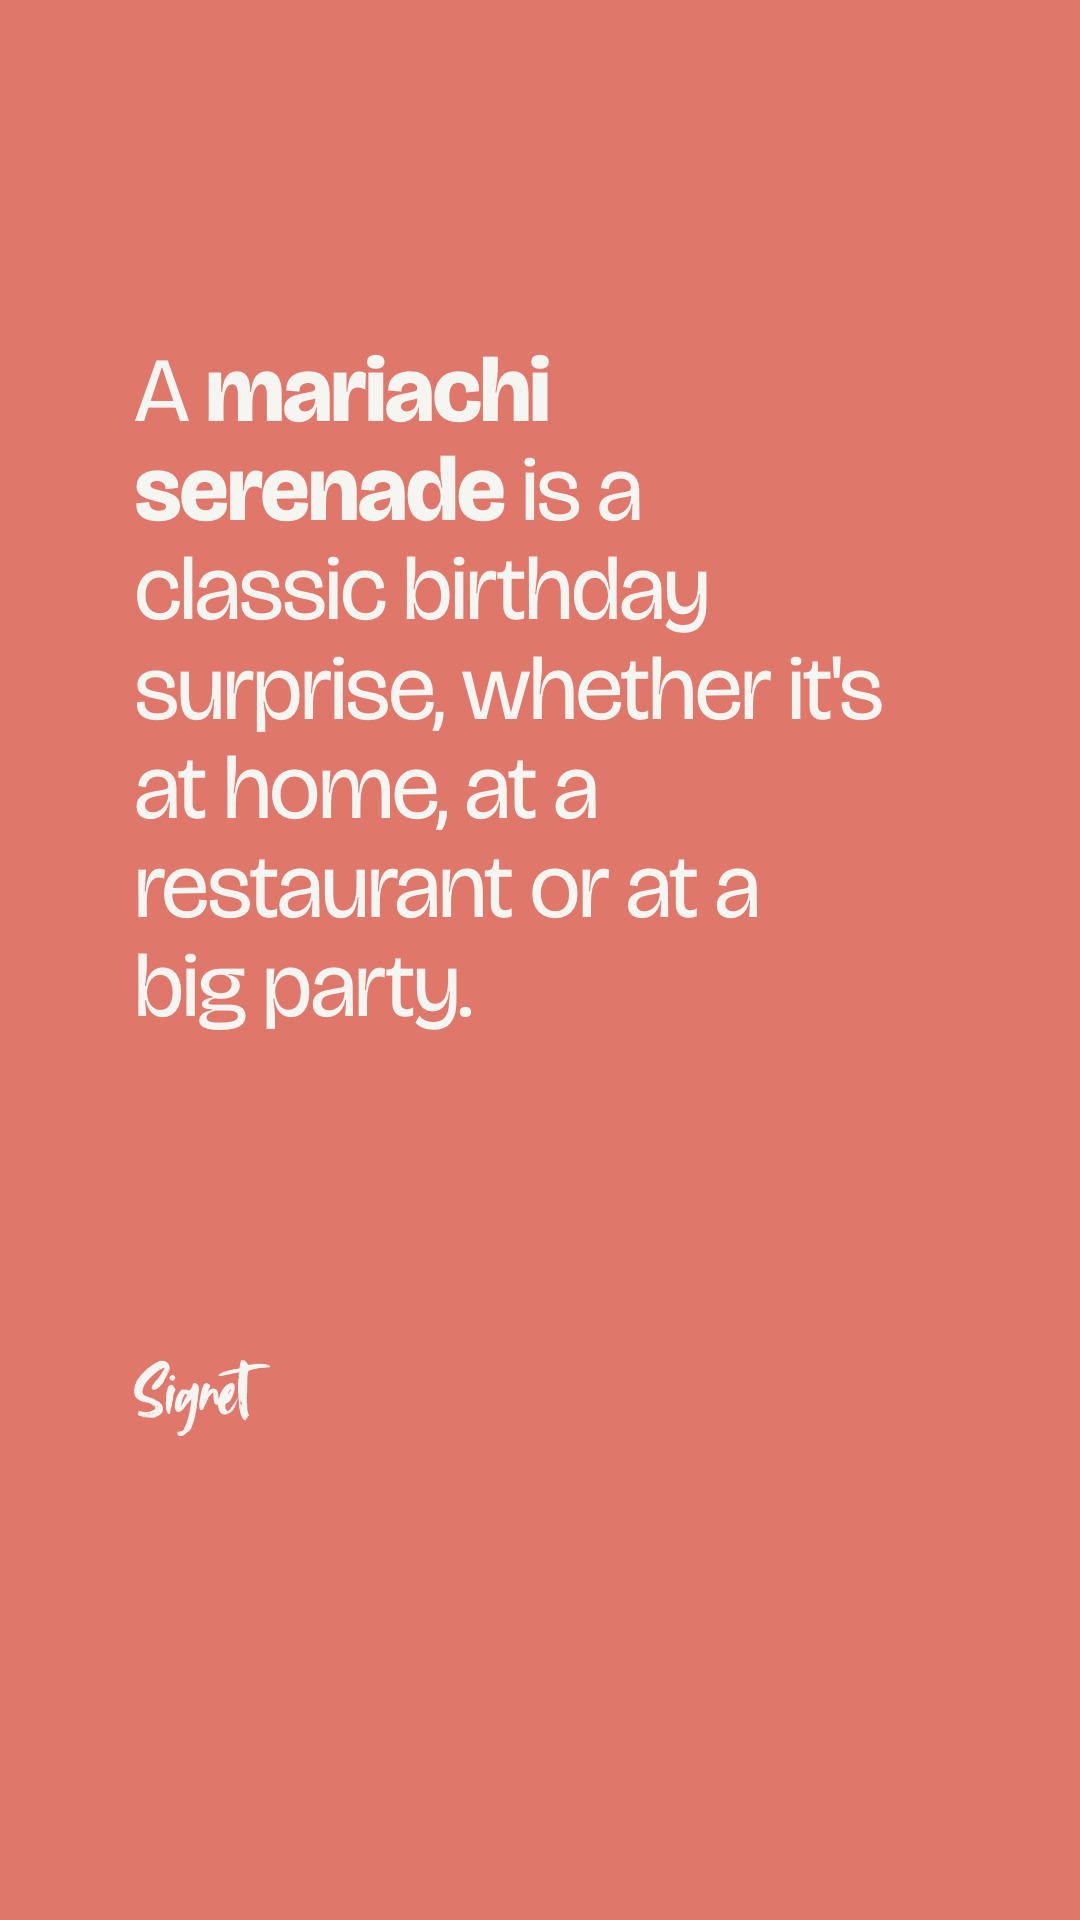 A mariachi
serenade is a
classic birthday
surprise, whether it's
at home, at a
restaurant or at a
big party.
Signet